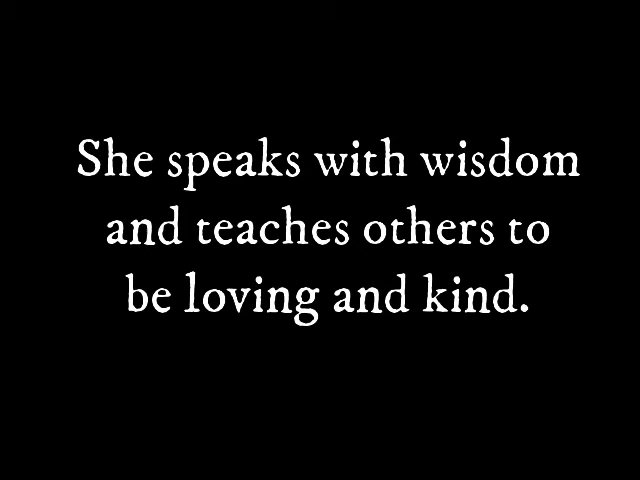 She speaks with wisdom
and teaches others to
be loving and kind.